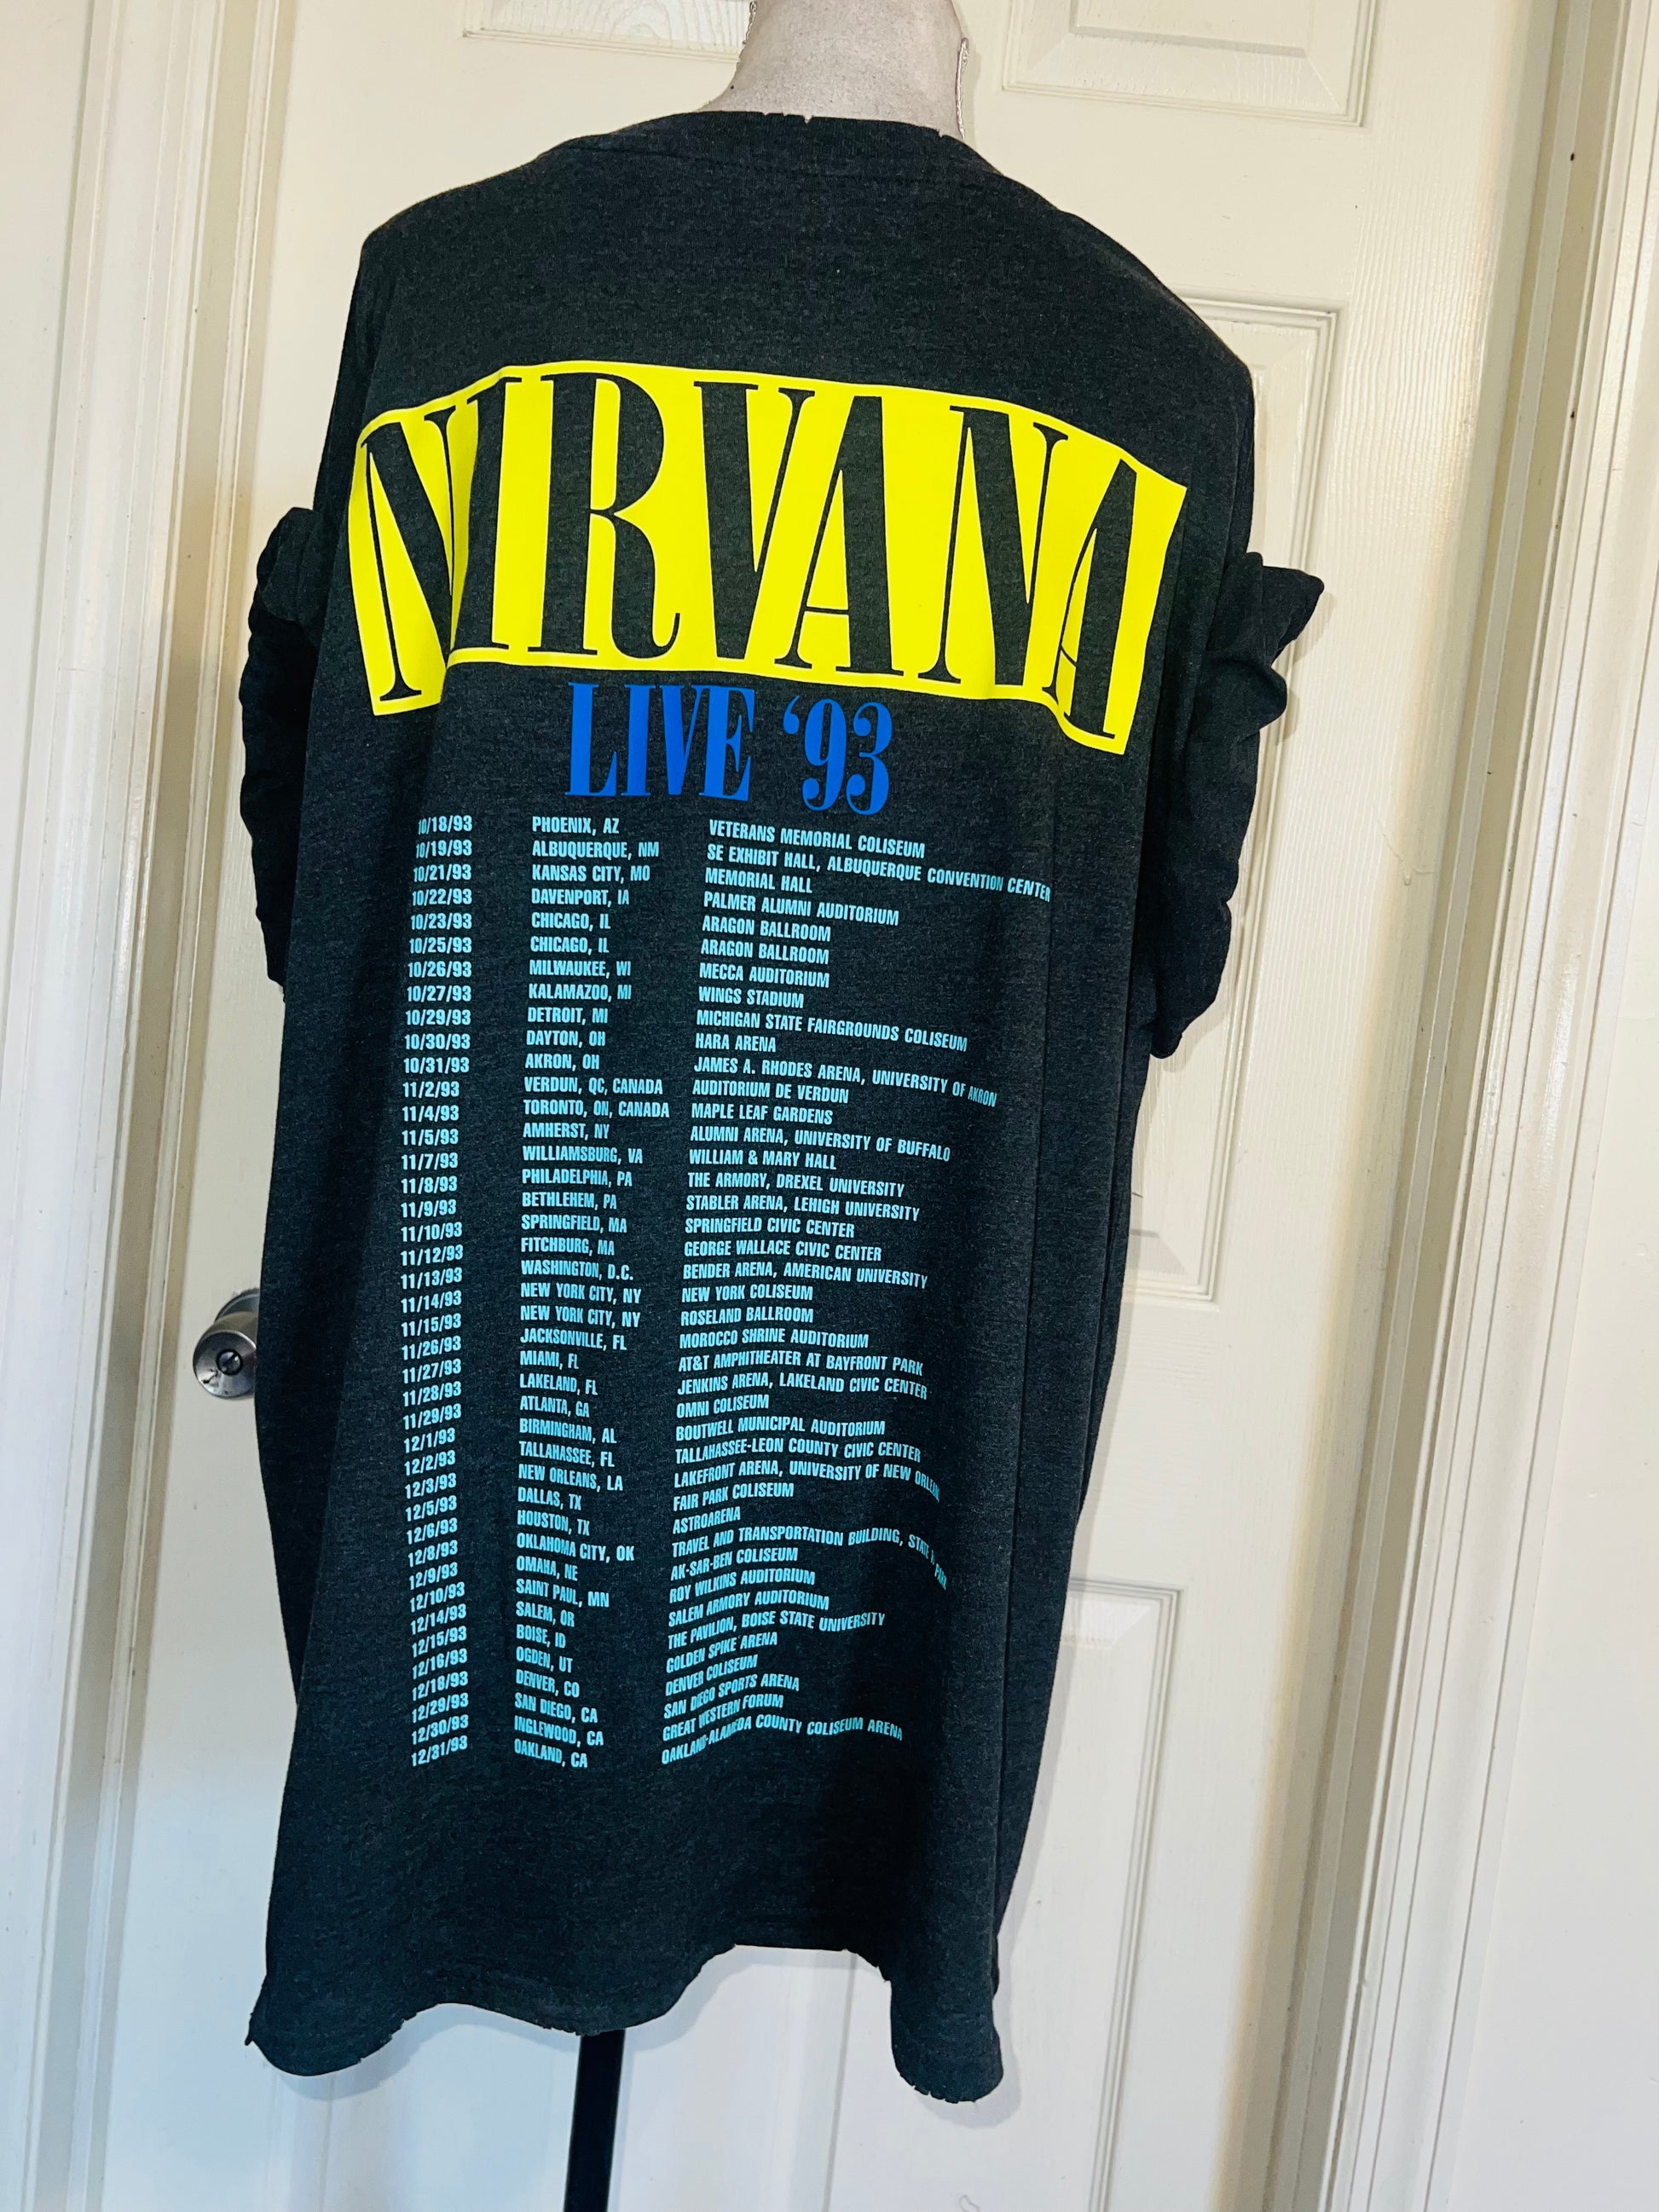 NIRVANA
LIVE '93
10/18/93 PHOENIX, AZ VETERANS MEMORIAL COLISEUM
10/19/93 ALBUQUERQUE, NM SE EXHIBIT HALL, ALBUQUERQUE CONVENTION CENTER
10/21/93 KANSAS CITY, MO MEMORIAL HALL
10/22/93 DAVENPORT, IA PALMER ALUMNI AUDITORIUM
10/23/93 CHICAGO, IL ARAGON BALLROOM
10/25/93 CHICAGO, IL ARAGON BALLROOM
10/26/93 MILWAUKEE, WI MECCA AUDITORIUM
10/27/93 KALAMAZOO, MI WINGS STADIUM
10/29/93 DETROIT, MI MICHIGAN STATE FAIRGROUNDS COLISEUM
10/30/93 DAYTON, OH HARA ARENA
10/31/93 AKRON, OH JAMES A. RHODES ARENA, UNIVERSITY OF AKRON
11/2/93 VERDUN, QC, CANADA AUDITORIUM DE VERDUN
11/4/93 TORONTO, ON, CANADA MAPLE LEAF GARDENS
11/5/93 AMHERST, NY ALUMNI ARENA, UNIVERSITY OF BUFFALO
11/7/93 WILLIAMSBURG, VA WILLIAM & MARY HALL
11/8/93 PHILADELPHIA, PA THE ARMORY, DREXEL UNIVERSITY
11/9/93 BETHLEHEM, PA STABLER ARENA, LEHIGH UNIVERSITY
11/10/93 SPRINGFIELD, MA SPRINGFIELD CIVIC CENTER
11/12/93 FITCHBURG, MA GEORGE WALLACE CIVIC CENTER
11/13/93 WASHINGTON, D.C. BENDER ARENA, AMERICAN UNIVERSITY
11/14/93 NEW YORK CITY, NY NEW YORK COLISEUM
11/15/93 NEW YORK CITY, NY ROSELAND BALLROOM
11/26/93 JACKSONVILLE, FL MOROCCO SHRINE AUDITORIUM
11/27/93 MIAMI, FL AT&T AMPHITHEATER AT BAYFRONT PARK
11/28/93 LAKELAND, FL JENKINS ARENA, LAKELAND CIVIC CENTER
11/29/93 ATLANTA, GA OMNI COLISEUM
12/1/93 BIRMINGHAM, AL BOUTWELL MUNICIPAL AUDITORIUM
12/2/93 TALLAHASSEE, FL TALLAHASSEE-LEON COUNTY CIVIC CENTER
12/3/93 NEW ORLEANS, LA LAKEFRONT ARENA, UNIVERSITY OF NEW
12/5/93 DALLAS, TX FAIR PARK COLISEUM
12/6/93 HOUSTON, TX ASTROARENA
12/8/93 OKLAHOMA CITY, OK TRAVEL AND TRANSPORTATION BUILDING, STATE PARK
12/9/93 OMAHA, NE AK-SAR-BEN COLISEUM
12/10/93 SAINT PAUL, MN ROY WILKINS AUDITORIUM
12/14/93 SALEM, OR SALEM ARMORY AUDITORIUM
12/15/93 BOISE, ID THE PAVILION, BOISE STATE UNIVERSITY
12/16/93 OGDEN, UT GOLDEN SPIKE ARENA
12/18/93 DENVER, CO DENVER COLISEUM
12/29/93 SAN DIEGO, CA SAN DIEGO SPORTS ARENA
12/30/93 INGLEWOOD, CA GREAT WESTERN FORUM
12/31/93 OAKLAND, CA OAKLAND-ALAMEDA COUNTY COLISEUM ARENA